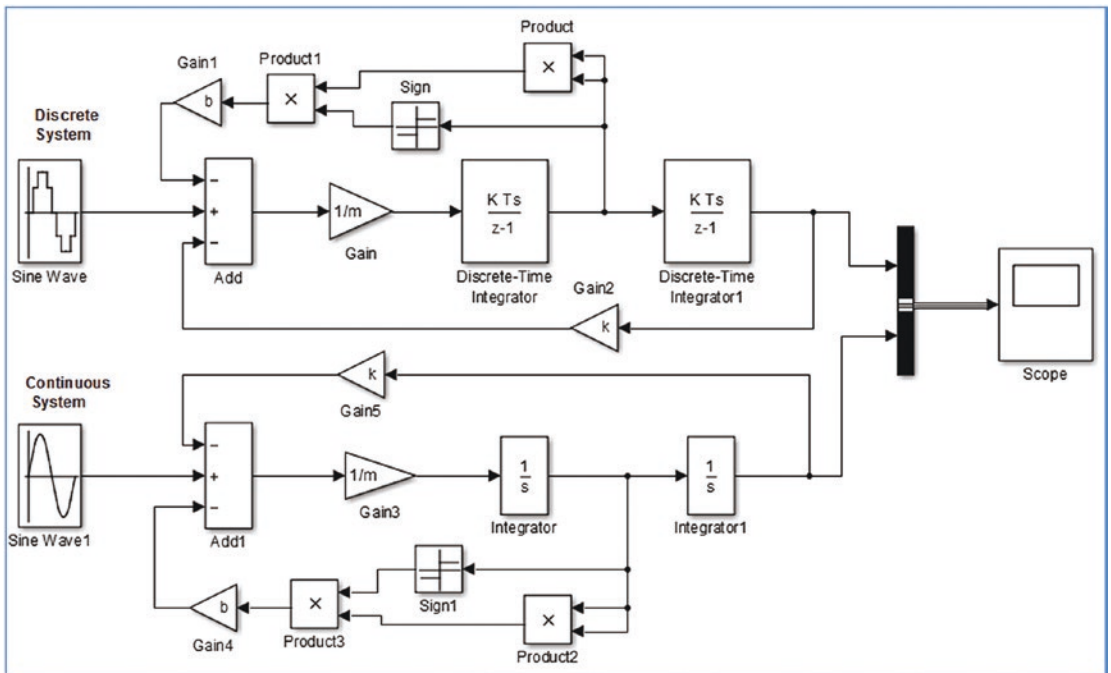 Product
Gain1
Product1
×
Sign
b
×
Discrete
System
−
+
−
1/m
K Ts
z-1
K Ts
z-1
Sine Wave
Add
Gain
Discrete-Time
Integrator
Gain2
Discrete-Time
Integrator1
k
Scope
Continuous
System
k
Gain5
−
+
−
1/m
1
s
1
s
Gain3
Integrator
Integrator1
Sine Wave1
Add1
Sign1
b
×
×
Gain4
Product3
Product2